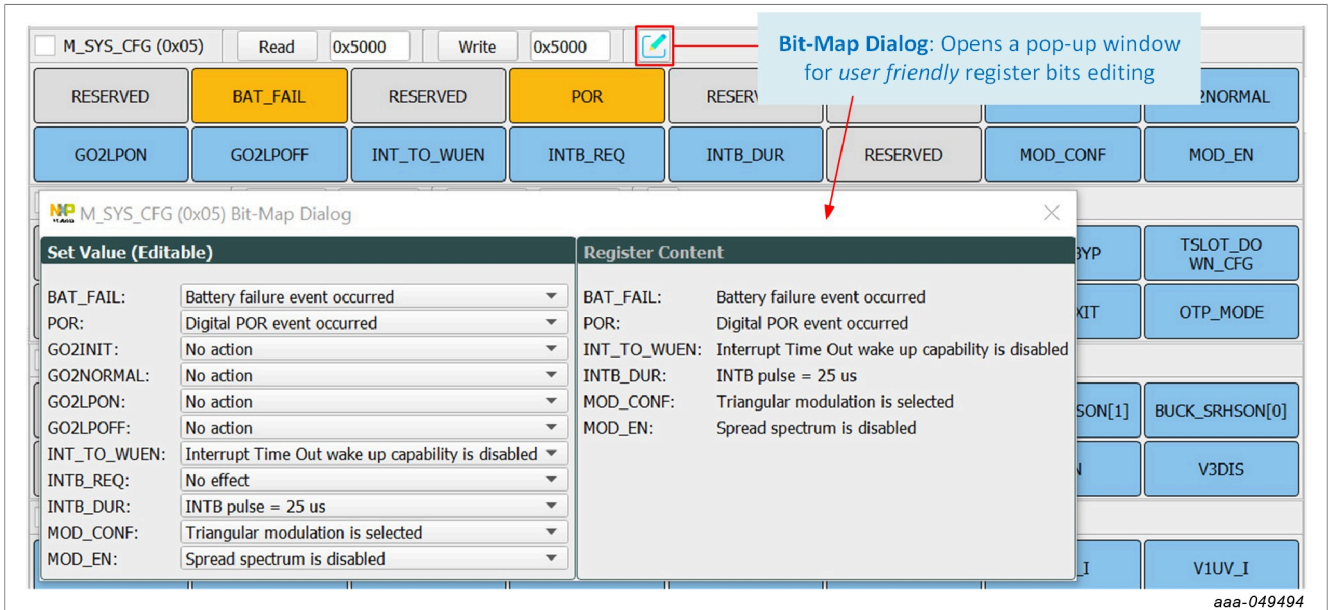 M_SYS_CFG (0x05) Read 0x5000 Write 0x5000
Bit-Map Dialog: Opens a pop-up window
for user friendly register bits editing
RESERVED BAT_FAIL RESERVED POR
GO2LPON GO2LPOFF INT_TO_WUEN INTB_REQ INTB_DUR RESERVED MOD_CONF MOD_EN
NXP M_SYS_CFG (0x05) Bit-Map Dialog
Set Value (Editable)
BAT_FAIL: Battery failure event occurred
POR: Digital POR event occurred
GO2INIT: No action
GO2NORMAL: No action
GO2LPON: No action
GO2LPOFF: No action
INT_TO_WUEN: Interrupt Time Out wake up capability is disabled
INTB_REQ: No effect
INTB_DUR: INTB pulse = 25 us
MOD_CONF: Triangular modulation is selected
MOD_EN: Spread spectrum is disabled
Register Content
BAT_FAIL: Battery failure event occurred
POR: Digital POR event occurred
INT_TO_WUEN: Interrupt Time Out wake up capability is disabled
INTB_DUR: INTB pulse = 25 us
MOD_CONF: Triangular modulation is selected
MOD_EN: Spread spectrum is disabled
TSLOT_DO
WN_CFG
OTP_MODE
BUCK_SRHSON[0]
V3DIS
V1UV_I
aaa-049494